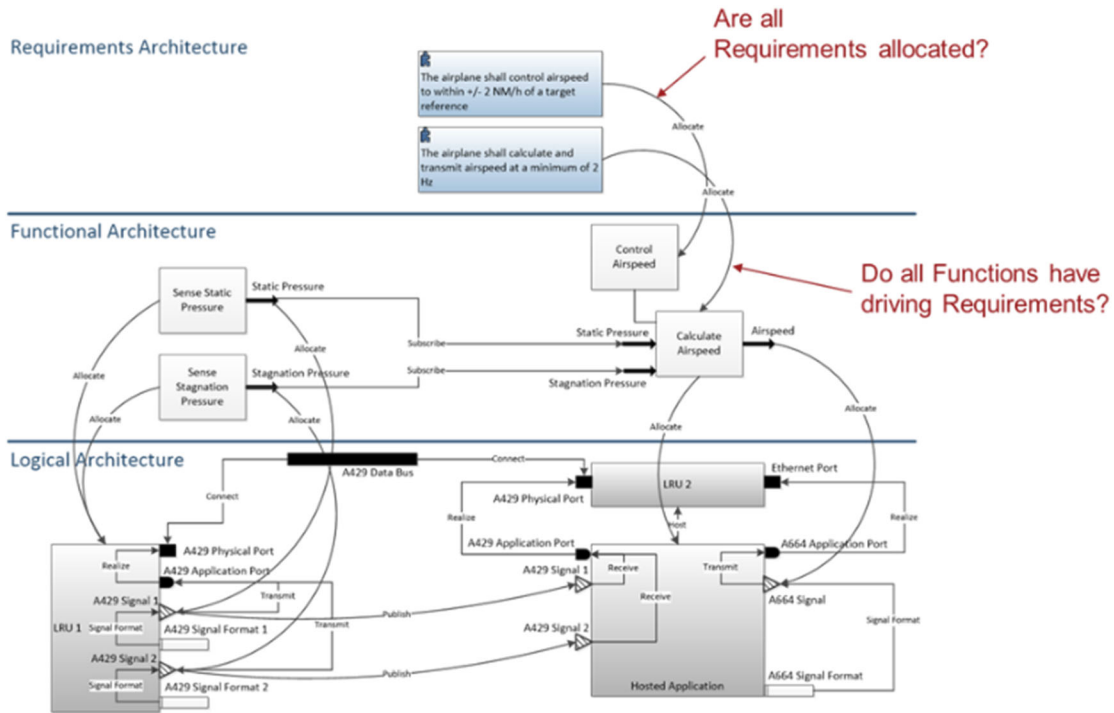 Are all
Requirements allocated?
Requirements Architecture
The airplane shall control airspeed
to within +/- 2 NM/h of a target
reference
Allocate
The airplane shall calculate and
transmit airspeed at a minimum of 2
Hz
Allocate
Functional Architecture
Control
Airspeed
Do all Functions have
driving Requirements?
Sense Static
Pressure
Static Pressure
Static Pressure
Calculate
Airspeed
Airspeed
Subscribe
Allocate
Sense
Stagnation
Pressure
Stagnation Pressure
Subscribe
Stagnation Pressure
Allocate
Allocate
Allocate
Allocate
Allocate
Logical Architecture
A429 Data Bus
Connect
Connect
Ethernet Port
LRU 2
A429 Physical Port
Realize
Host
Realize
A429 Physical Port
Realize
A429 Application Port
A429 Application Port
A664 Application Port
A429 Signal 1
Transmit
A429 Signal 1
Receive
Transmit
A664 Signal
LRU 1
Signal Format
A429 Signal Format 1
Transmit
Publish
Receive
Signal Format
A429 Signal 2
A429 Signal 2
Signal Format
A429 Signal Format 2
Publish
Hosted Application
A664 Signal Format